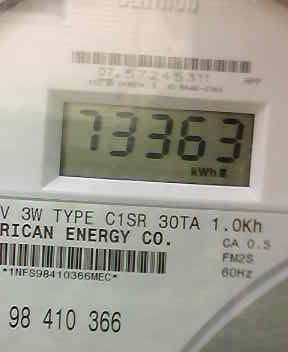 73363
kWh
V 3W TYPE C1SR 30TA 1.0Kh
RICAN ENERGY CO.
CA 0.5
FM2S
60Hz
*1NFS98410366MEC*
98 410 366